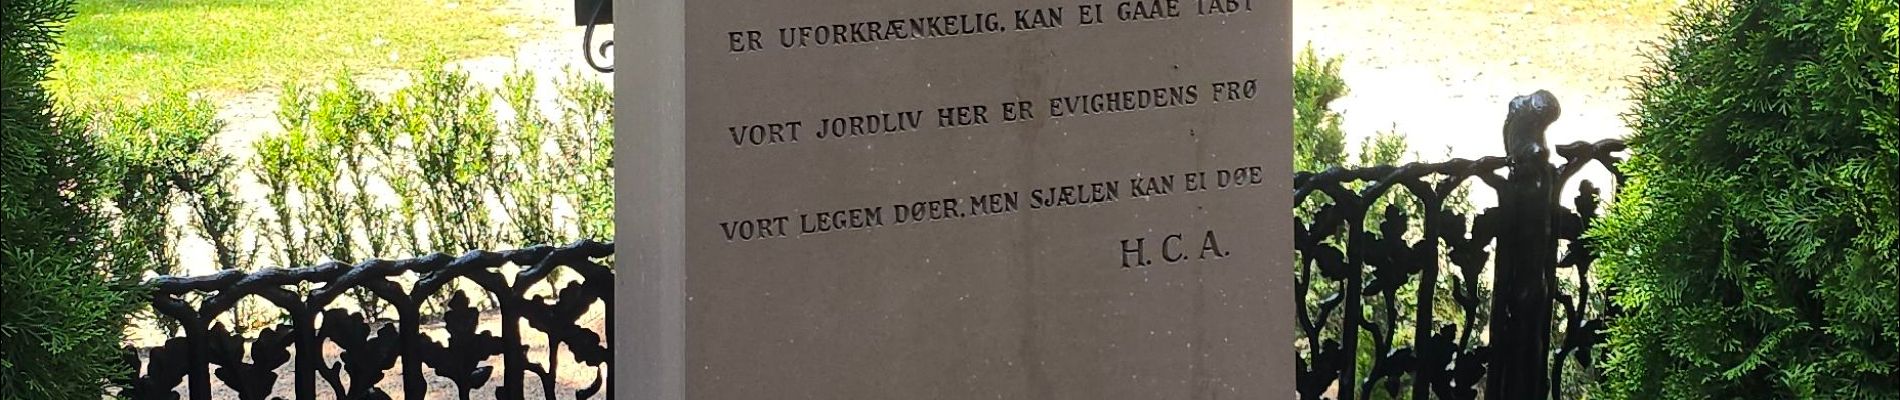 ER UFORKRÆNKELIG, KAN EI GAAE TABT
VORT JORDLIV HER ER EVIGHEDENS FRØ
VORT LEGEM DØER, MEN SJÆLEN KAN EI DØE
H. C. A.